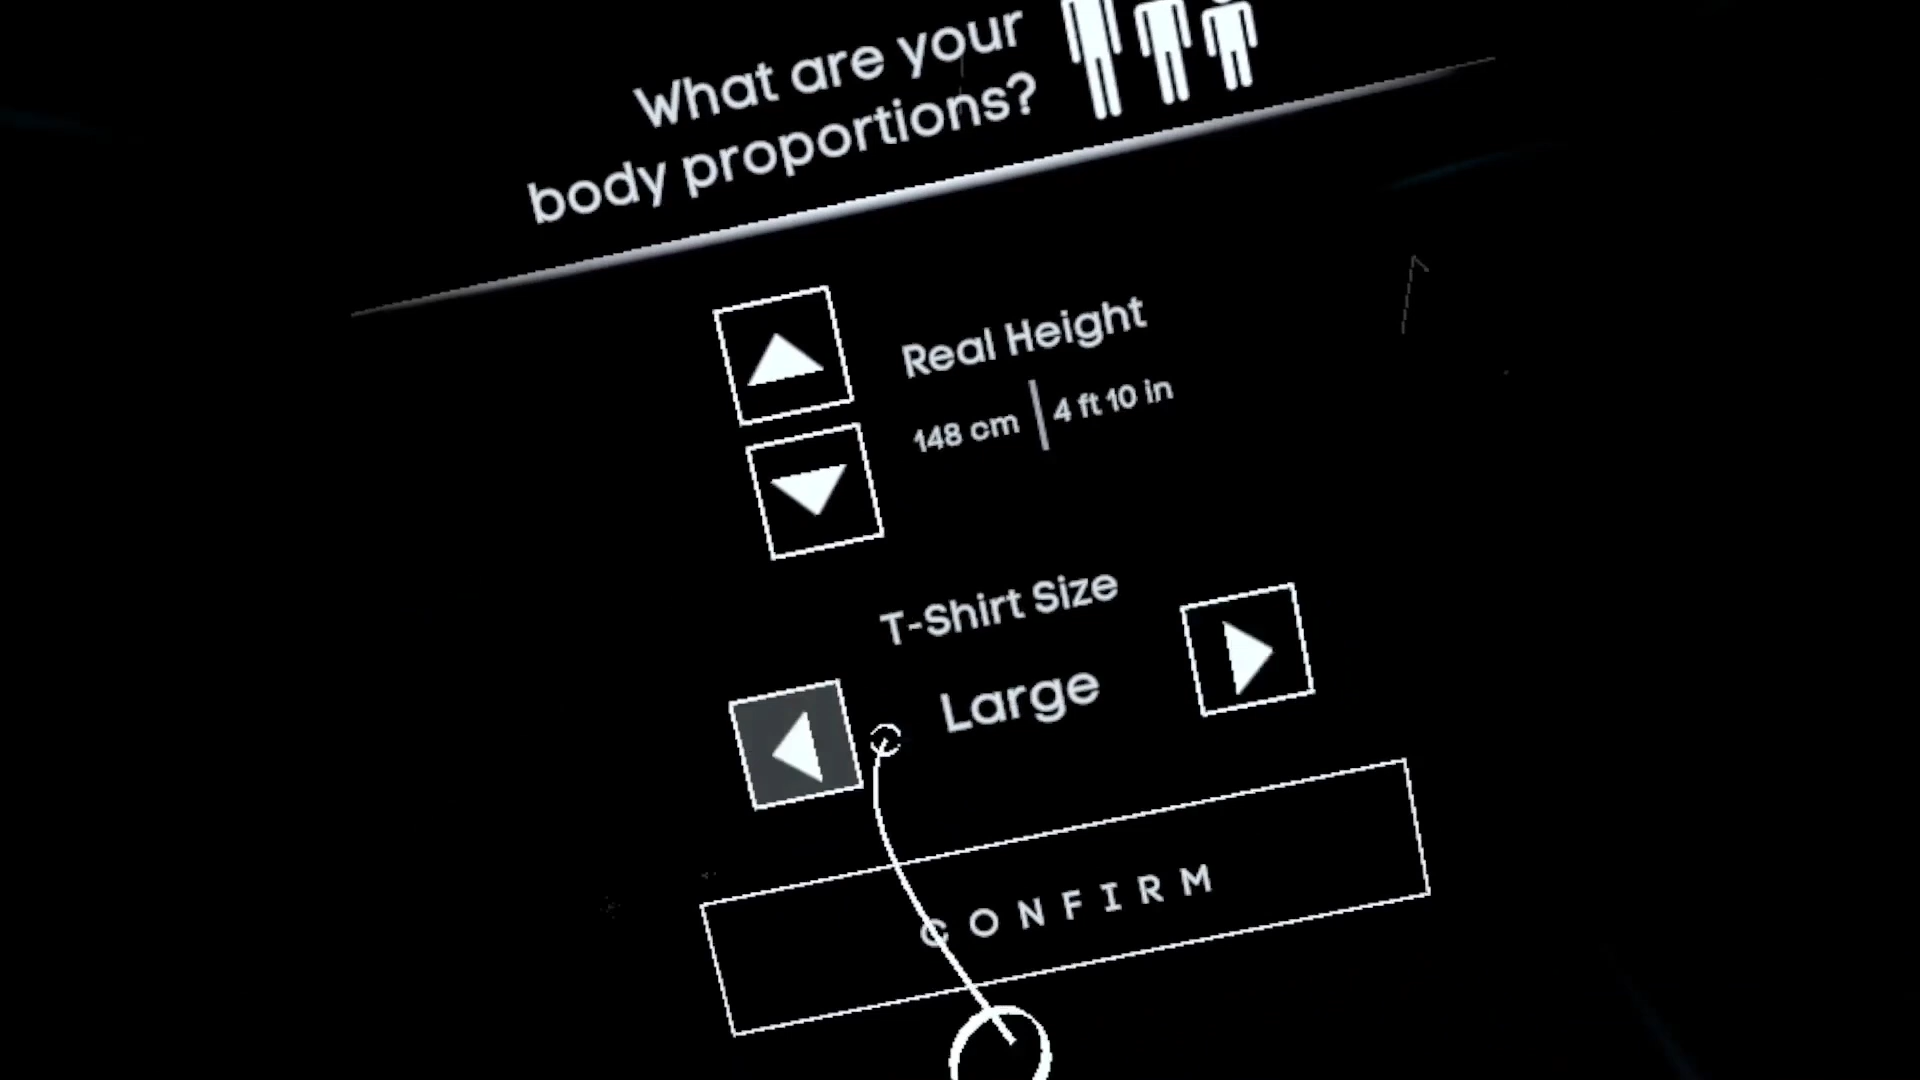 What are your
body proportions?
Real Height
148 cm | 4 ft 10 in
T-Shirt Size
Large
CONFIRM